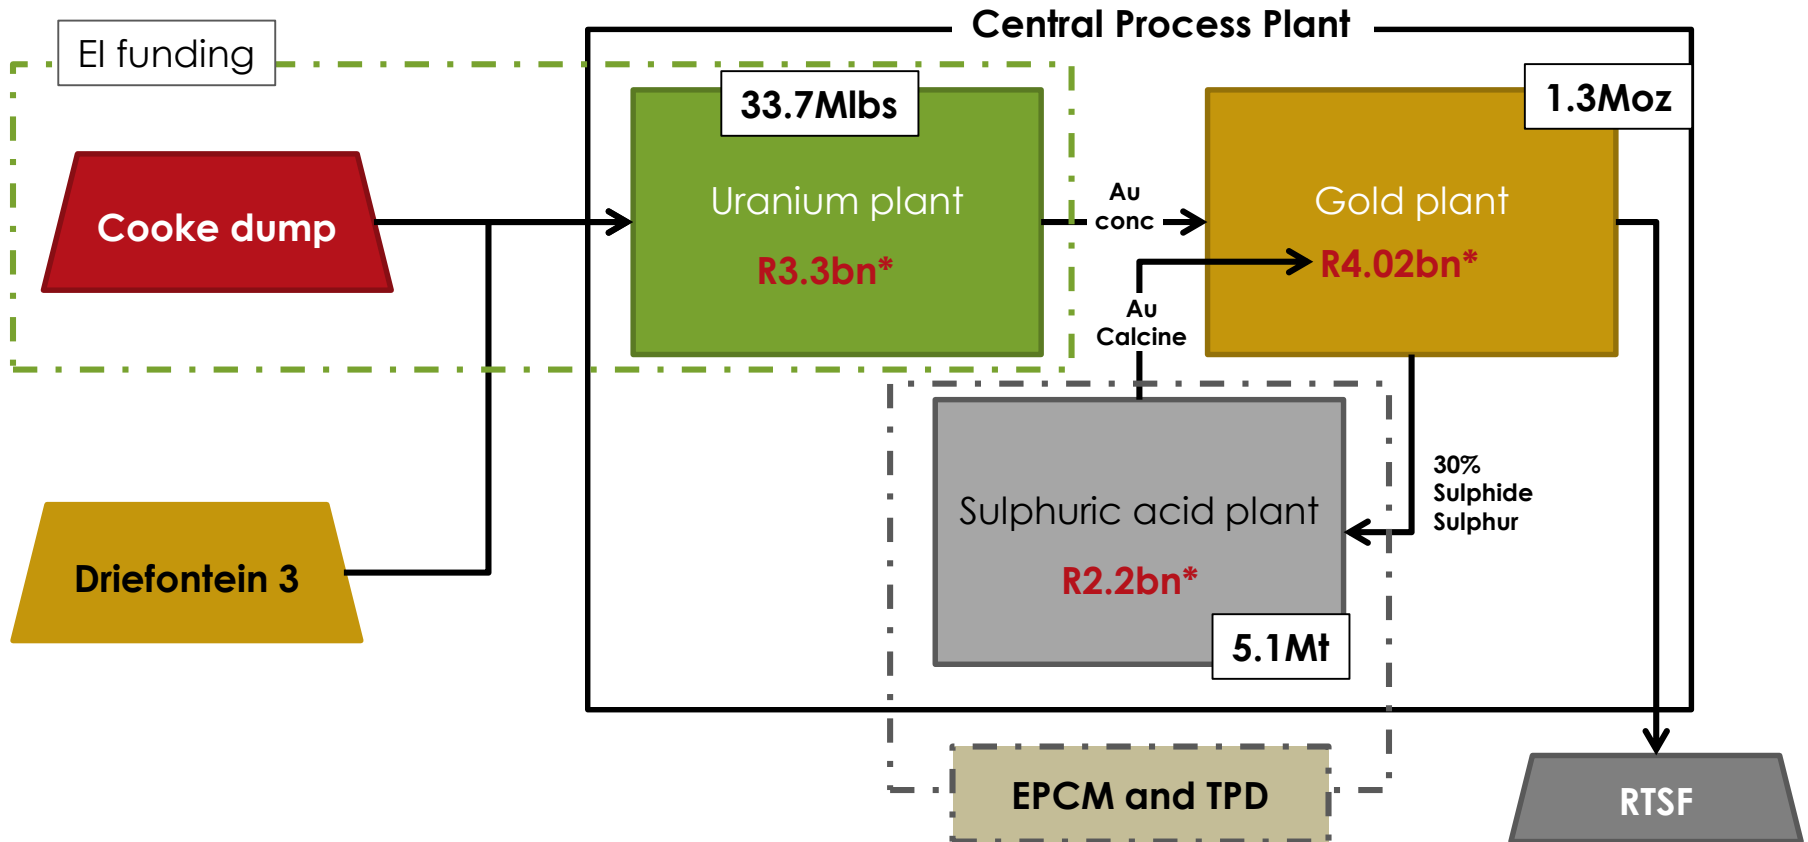 Central Process Plant
EI funding
33.7Mlbs
1.3Moz
Cooke dump
Uranium plant
R3.3bn*
Au
conc
Gold plant
R4.02bn*
Au
Calcine
30%
Sulphide
Sulphur
Driefontein 3
Sulphuric acid plant
R2.2bn*
5.1Mt
EPCM and TPD
RTSF